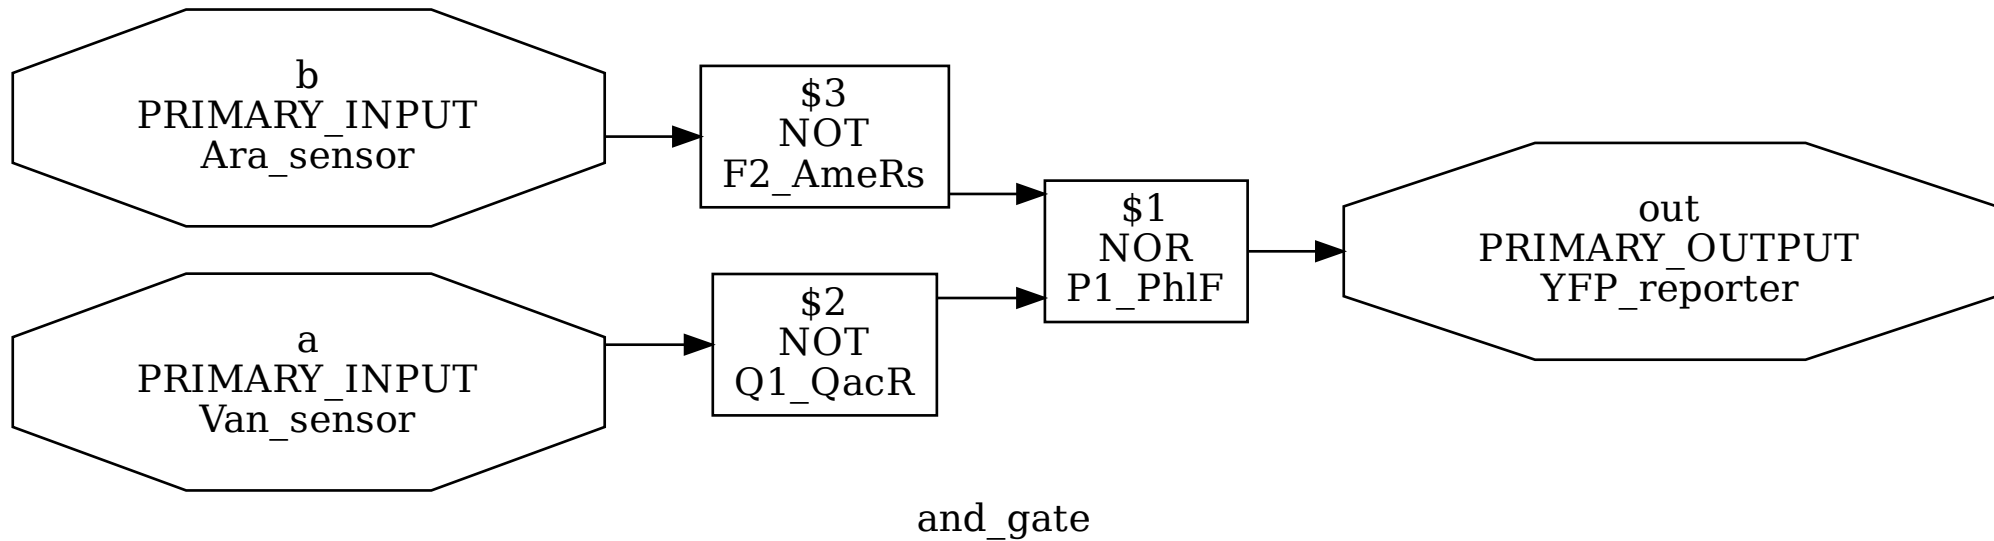 b
PRIMARY_INPUT
Ara_sensor
$3
NOT
F2_AmeRs
a
PRIMARY_INPUT
Van_sensor
$2
NOT
Q1_QacR
$1
NOR
P1_PhlF
out
PRIMARY_OUTPUT
YFP_reporter
and_gate